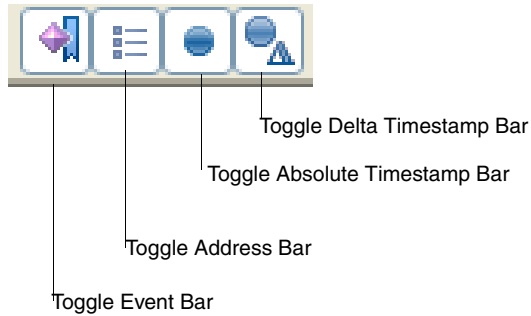 Toggle Delta Timestamp Bar
Toggle Absolute Timestamp Bar
Toggle Address Bar
Toggle Event Bar